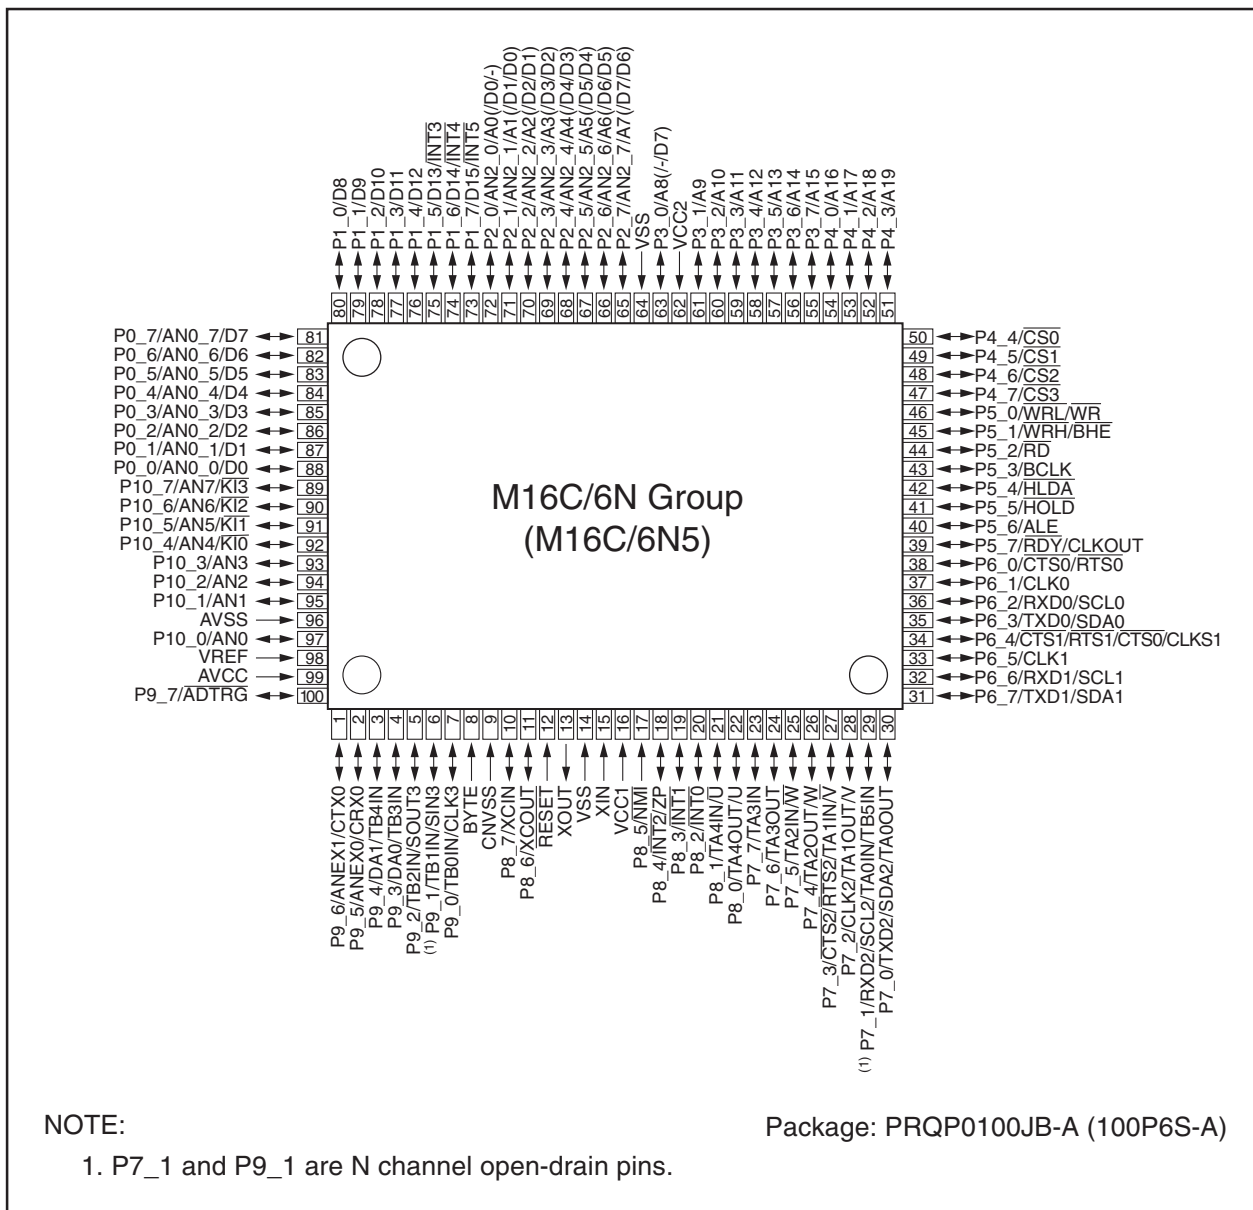 P1_0/D8
P1_1/D9
P1_2/D10
P1_3/D11
P1_4/D12
P1_5/D13/INT3
P1_6/D14/INT4
P1_7/D15/INT5
P2_0/AN2_0/A0(/D0/-)
P2_1/AN2_1/A1(/D1/D0)
P2_2/AN2_2/A2(/D2/D1)
P2_3/AN2_3/A3(/D3/D2)
P2_4/AN2_4/A4(/D4/D3)
P2_5/AN2_5/A5(/D5/D4)
P2_6/AN2_6/A6(/D6/D5)
P2_7/AN2_7/A7(/D7/D6)
VSS
P3_0/A8(/-/D7)
VCC2
P3_1/A9
P3_2/A10
P3_3/A11
P3_4/A12
P3_5/A13
P3_6/A14
P3_7/A15
P4_0/A16
P4_1/A17
P4_2/A18
P4_3/A19
80 79 78 77 76 75 74 73 72 71 70 69 68 67 66 65 64 63 62 61 60 59 58 57 56 55 54 53 52 51
P0_7/AN0_7/D7 81
P0_6/AN0_6/D6 82
P0_5/AN0_5/D5 83
P0_4/AN0_4/D4 84
P0_3/AN0_3/D3 85
P0_2/AN0_2/D2 86
P0_1/AN0_1/D1 87
P0_0/AN0_0/D0 88
P10_7/AN7/KI3 89
P10_6/AN6/KI2 90
P10_5/AN5/KI1 91
P10_4/AN4/KI0 92
P10_3/AN3 93
P10_2/AN2 94
P10_1/AN1 95
AVSS 96
P10_0/AN0 97
VREF 98
AVCC 99
P9_7/ADTRG 100
M16C/6N Group
(M16C/6N5)
50 P4_4/CS0
49 P4_5/CS1
48 P4_6/CS2
47 P4_7/CS3
46 P5_0/WRL/WR
45 P5_1/WRH/BHE
44 P5_2/RD
43 P5_3/BCLK
42 P5_4/HLDA
41 P5_5/HOLD
40 P5_6/ALE
39 P5_7/RDY/CLKOUT
38 P6_0/CTS0/RTS0
37 P6_1/CLK0
36 P6_2/RXD0/SCL0
35 P6_3/TXD0/SDA0
34 P6_4/CTS1/RTS1/CTS0/CLKS1
33 P6_5/CLK1
32 P6_6/RXD1/SCL1
31 P6_7/TXD1/SDA1
1 2 3 4 5 6 7 8 9 10 11 12 13 14 15 16 17 18 19 20 21 22 23 24 25 26 27 28 29 30
P9_6/ANEX1/CTX0
P9_5/ANEX0/CRX0
P9_4/DA1/TB4IN
P9_3/DA0/TB3IN
P9_2/TB2IN/SOUT3
(1) P9_1/TB1IN/SIN3
P9_0/TB0IN/CLK3
BYTE
CNVSS
P8_7/XCIN
P8_6/XCOUT
RESET
XOUT
VSS
XIN
VCC1
P8_5/NMI
P8_4/INT2/ZP
P8_3/INT1
P8_2/INT0
P8_1/TA4IN/U
P8_0/TA4OUT/U
P7_7/TA3IN
P7_6/TA3OUT
P7_5/TA2IN/W
P7_4/TA2OUT/W
P7_3/CTS2/RTS2/TA1IN/V
P7_2/CLK2/TA1OUT/V
(1) P7_1/RXD2/SCL2/TA0IN/TB5IN
P7_0/TXD2/SDA2/TA0OUT
NOTE:
1. P7_1 and P9_1 are N channel open-drain pins.
Package: PRQP0100JB-A (100P6S-A)